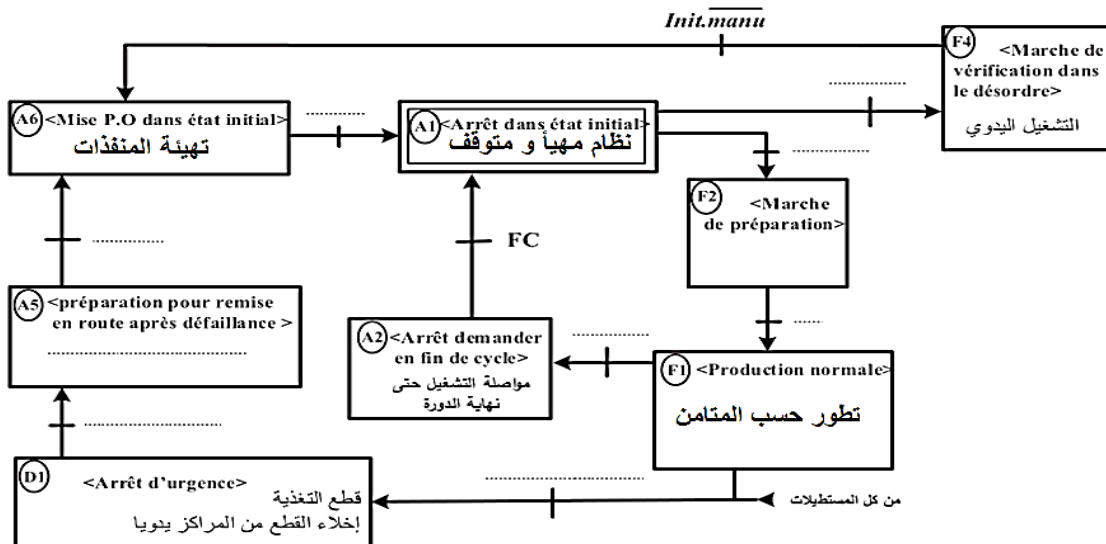 Init.manu
F4
<Marche de
vérification dans
le désordre>
التشغيل اليدوي
A6
<Mise P.O dans état initial>
تهيئة المنفذات
A1
<Arrêt dans état initial>
نظام مهيأ و متوقف
F2
<Marche
de préparation>
FC
A5
<préparation pour remise
en route après défaillance >
A2
<Arrêt demander
en fin de cycle>
مواصلة التشغيل حتى
نهاية الدورة
F1
<Production normale>
تطور حسب المتامن
D1
<Arrêt d’urgence>
قطع التغذية
إخلاء القطع من المراكز يدويا
من كل المستطيلات